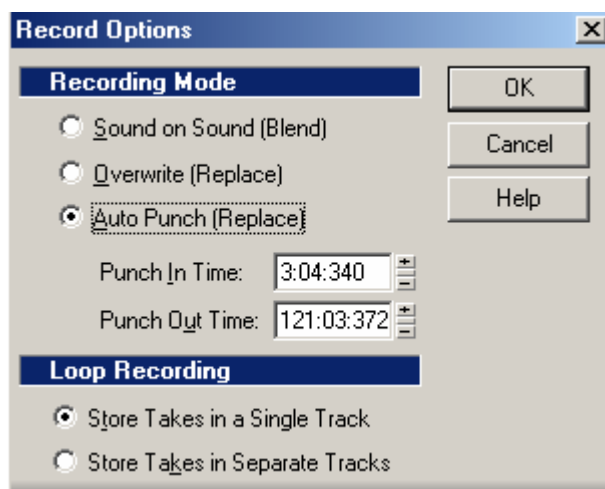 Record Options
Recording Mode
OK
Sound on Sound (Blend)
Cancel
Overwrite (Replace)
Help
Auto Punch (Replace)
Punch In Time: 3:04:340
Punch Out Time: 121:03:372
Loop Recording
Store Takes in a Single Track
Store Takes in Separate Tracks